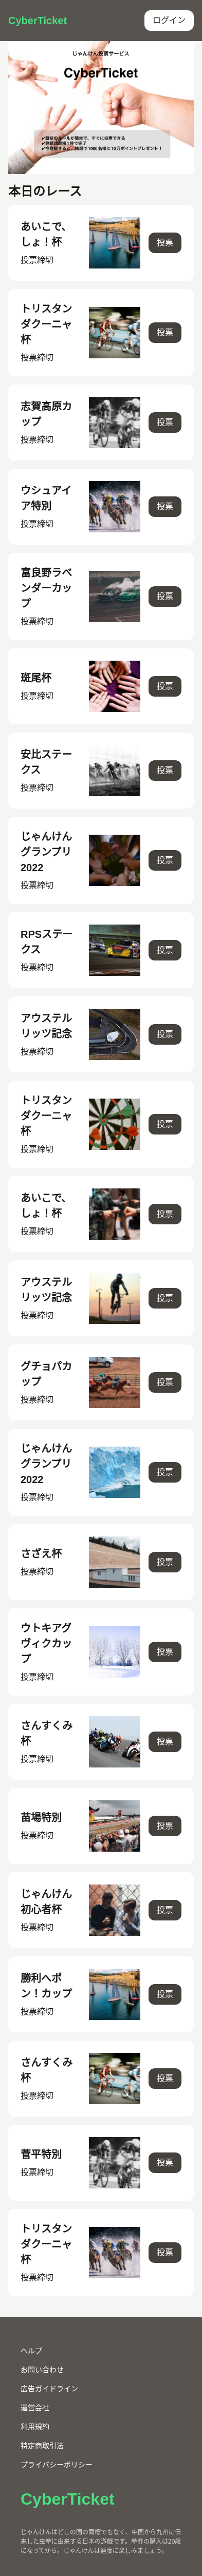 CyberTicket
ログイン
じゃんけん投票サービス
CyberTicket
✔競技のルールが簡単で、すぐに投票できる
✔登録は最短1秒で完了
✔今登録すると、抽選で1000名様に10万ポイントプレゼント！
本日のレース
あいこで、
しょ！杯
投票締切
投票
トリスタン
ダクーニャ
杯
投票締切
投票
志賀高原カ
ップ
投票締切
投票
ウシュアイ
ア特別
投票締切
投票
富良野ラベ
ンダーカッ
プ
投票締切
投票
斑尾杯
投票締切
投票
安比ステー
クス
投票締切
投票
じゃんけん
グランプリ
2022
投票締切
投票
RPSステー
クス
投票締切
投票
アウステル
リッツ記念
投票締切
投票
トリスタン
ダクーニャ
杯
投票締切
投票
あいこで、
しょ！杯
投票締切
投票
アウステル
リッツ記念
投票締切
投票
グチョパカ
ップ
投票締切
投票
じゃんけん
グランプリ
2022
投票締切
投票
さざえ杯
投票締切
投票
ウトキアグ
ヴィクカッ
プ
投票締切
投票
さんすくみ
杯
投票締切
投票
苗場特別
投票締切
投票
じゃんけん
初心者杯
投票締切
投票
勝利へポ
ン！カップ
投票締切
投票
さんすくみ
杯
投票締切
投票
菅平特別
投票締切
投票
トリスタン
ダクーニャ
杯
投票締切
投票
ヘルプ
お問い合わせ
広告ガイドライン
運営会社
利用規約
特定商取引法
プライバシーポリシー
CyberTicket
じゃんけんはどこの国の商標でもなく、中国から九州に伝
来した虫拳に由来する日本の遊戯です。拳券の購入は20歳
になってから。じゃんけんは適度に楽しみましょう。